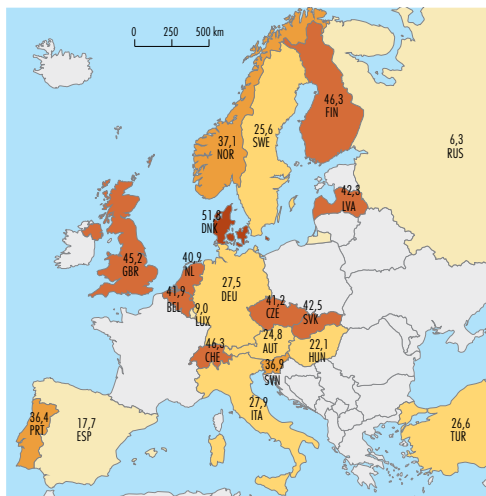 0 250 500 km
46,3
FIN
25,6
SWE
37,1
NOR
6,3
RUS
42,3
LVA
51,8
DNK
45,2
GBR
40,9
NL
41,9
BEL
27,5
DEU
9,0
LUX
41,2
CZE
42,5
SVK
24,8
AUT
22,1
HUN
46,3
CHE
36,9
SVN
27,9
ITA
36,4
PRT
17,7
ESP
26,6
TUR